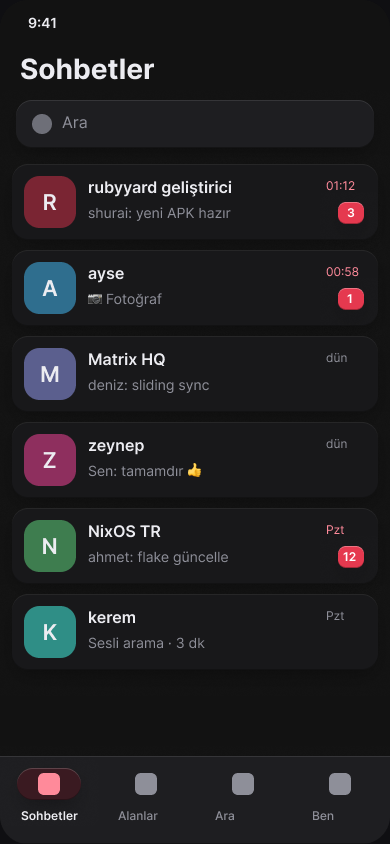 9:41
Sohbetler
Ara
R
rubyyard geliştirici
01:12
shurai: yeni APK hazır
3
A
ayse
00:58
📷 Fotoğraf
1
M
Matrix HQ
dün
deniz: sliding sync
Z
zeynep
dün
Sen: tamamdır 👍
N
NixOS TR
Pzt
ahmet: flake güncelle
12
K
kerem
Pzt
Sesli arama · 3 dk
Sohbetler
Alanlar
Ara
Ben